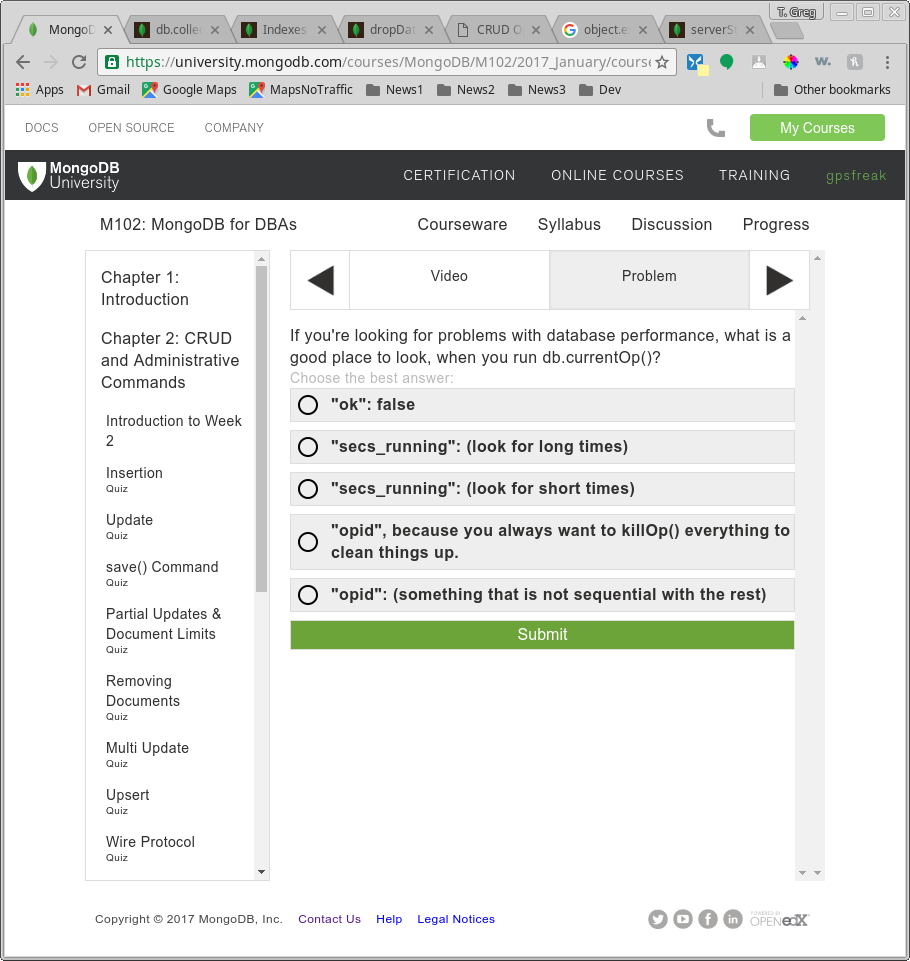 T. Greg
MongoD
db.colle
Indexes
dropDat
CRUD O
object.e
serverS
https://university.mongodb.com/courses/MongoDB/M102/2017_January/course
Apps
Gmail
Google Maps
MapsNoTraffic
News1
News2
News3
Dev
Other bookmarks
DOCS
OPEN SOURCE
COMPANY
My Courses
MongoDB
University
CERTIFICATION
ONLINE COURSES
TRAINING
gpsfreak
M102: MongoDB for DBAs
Courseware
Syllabus
Discussion
Progress
Chapter 1:
Introduction
Chapter 2: CRUD
and Administrative
Commands
Introduction to Week
2
Insertion
Quiz
Update
Quiz
save() Command
Quiz
Partial Updates &
Document Limits
Quiz
Removing
Documents
Quiz
Multi Update
Quiz
Upsert
Quiz
Wire Protocol
Quiz
Video
Problem
If you're looking for problems with database performance, what is a
good place to look, when you run db.currentOp()?
Choose the best answer:
"ok": false
"secs_running": (look for long times)
"secs_running": (look for short times)
"opid", because you always want to killOp() everything to
clean things up.
"opid": (something that is not sequential with the rest)
Submit
Copyright © 2017 MongoDB, Inc.
Contact Us
Help
Legal Notices
POWERED BY
OPEN edX